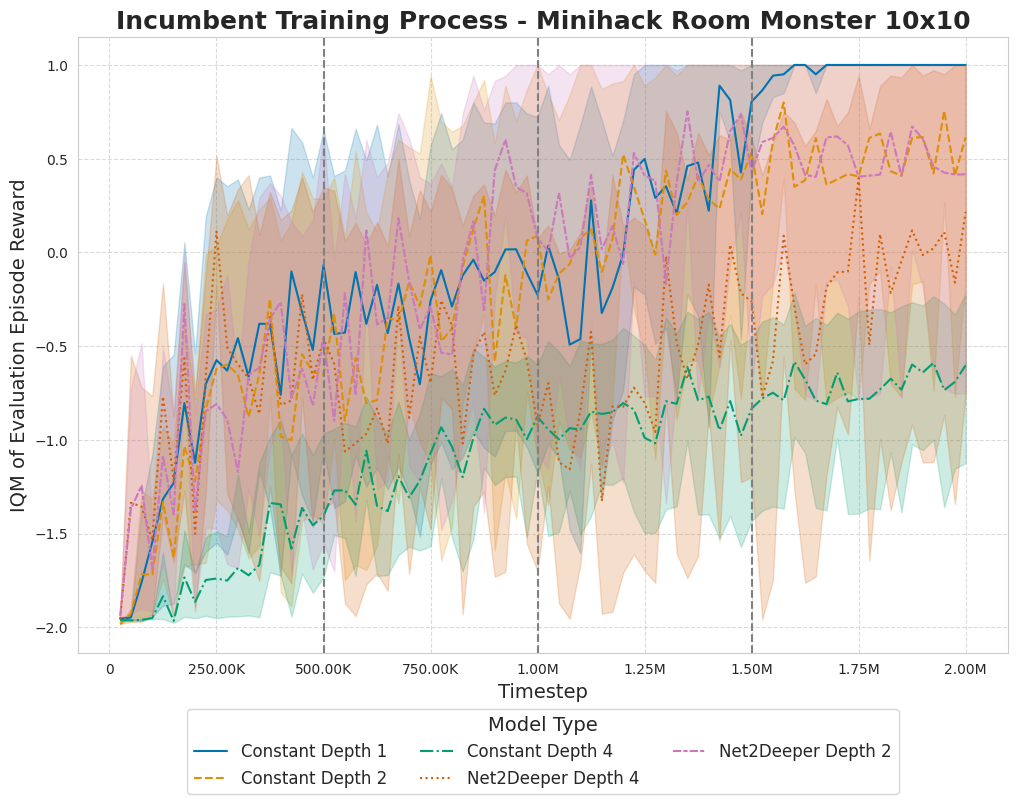 Incumbent Training Process - Minihack Room Monster 10x10
IQM of Evaluation Episode Reward
1.0
0.5
0.0
−0.5
−1.0
−1.5
−2.0
0 250.00K 500.00K 750.00K 1.00M 1.25M 1.50M 1.75M 2.00M
Timestep
Model Type
Constant Depth 1 Constant Depth 4 Net2Deeper Depth 2
Constant Depth 2 Net2Deeper Depth 4